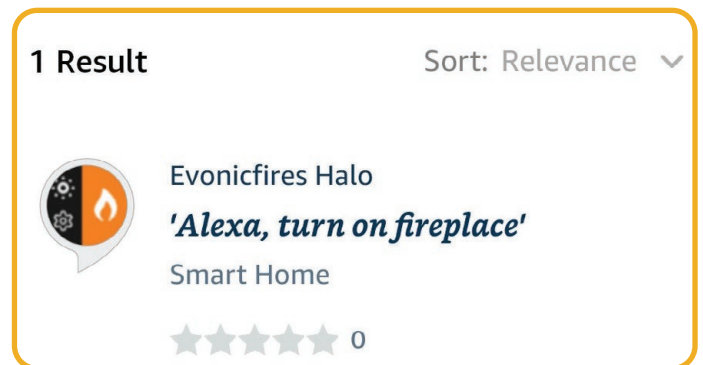 1 Result
Sort: Relevance
Evonicfires Halo
'Alexa, turn on fireplace'
Smart Home
0